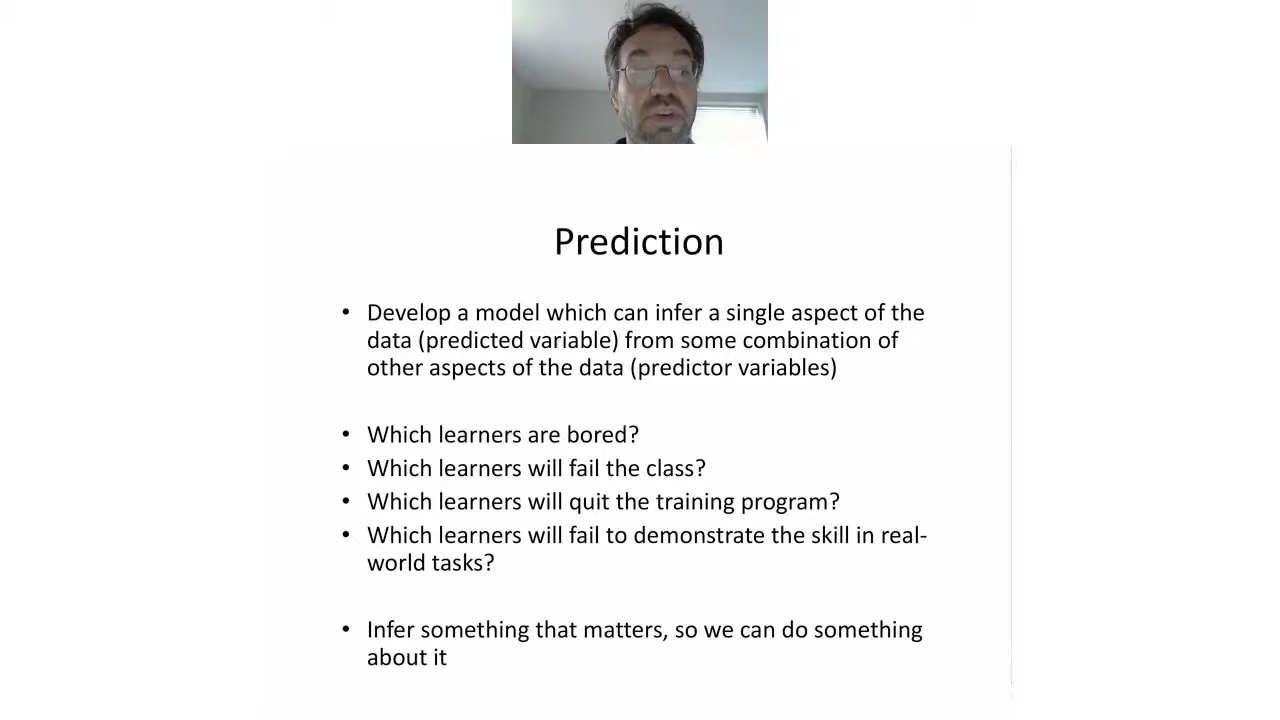 Prediction
• Develop a model which can infer a single aspect of the
data (predicted variable) from some combination of
other aspects of the data (predictor variables)
• Which learners are bored?
• Which learners will fail the class?
• Which learners will quit the training program?
• Which learners will fail to demonstrate the skill in real-
world tasks?
• Infer something that matters, so we can do something
about it